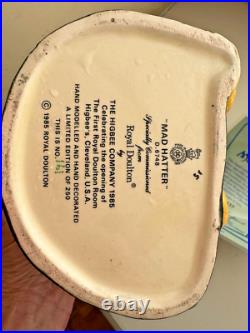 "MAD HATTER"
D-6748
Specially Commissioned
from
Royal Doulton®
by
THE HIGBEE COMPANY 1985
Celebrating the opening of
The First Royal Doulton Room
Higbee's, Cleveland, U.S.A.
HAND MODELLED AND HAND DECORATED
A LIMITED EDITION OF 250
THIS IS NO.
© 1985 ROYAL DOULTON